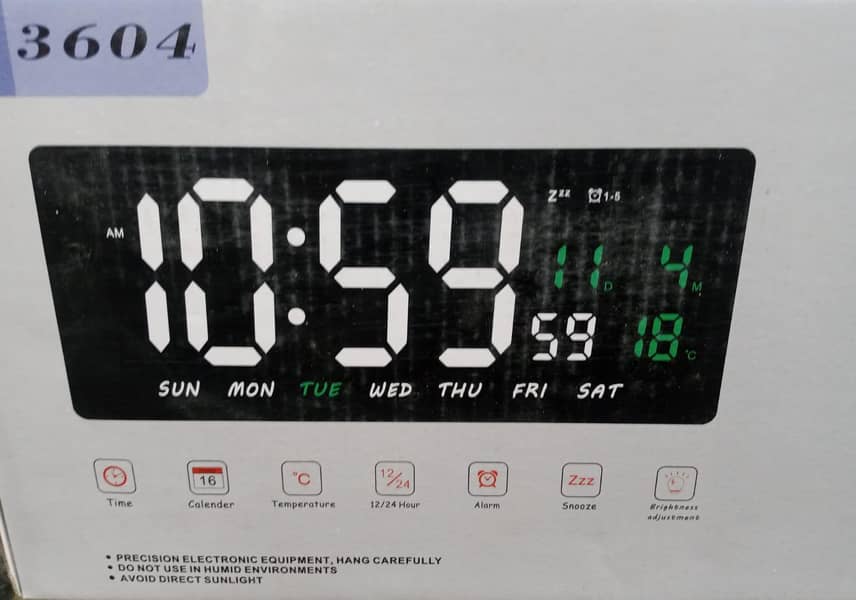 3604
AM 10:59
Zzz 1-5
11 D 4 M
59 18 °C
SUN MON TUE WED THU FRI SAT
16 °C 12/24 Zzz
Time Calender Temperature 12/24 Hour Alarm Snooze Brightness
adjustment
• PRECISION ELECTRONIC EQUIPMENT, HANG CAREFULLY
• DO NOT USE IN HUMID ENVIRONMENTS
• AVOID DIRECT SUNLIGHT